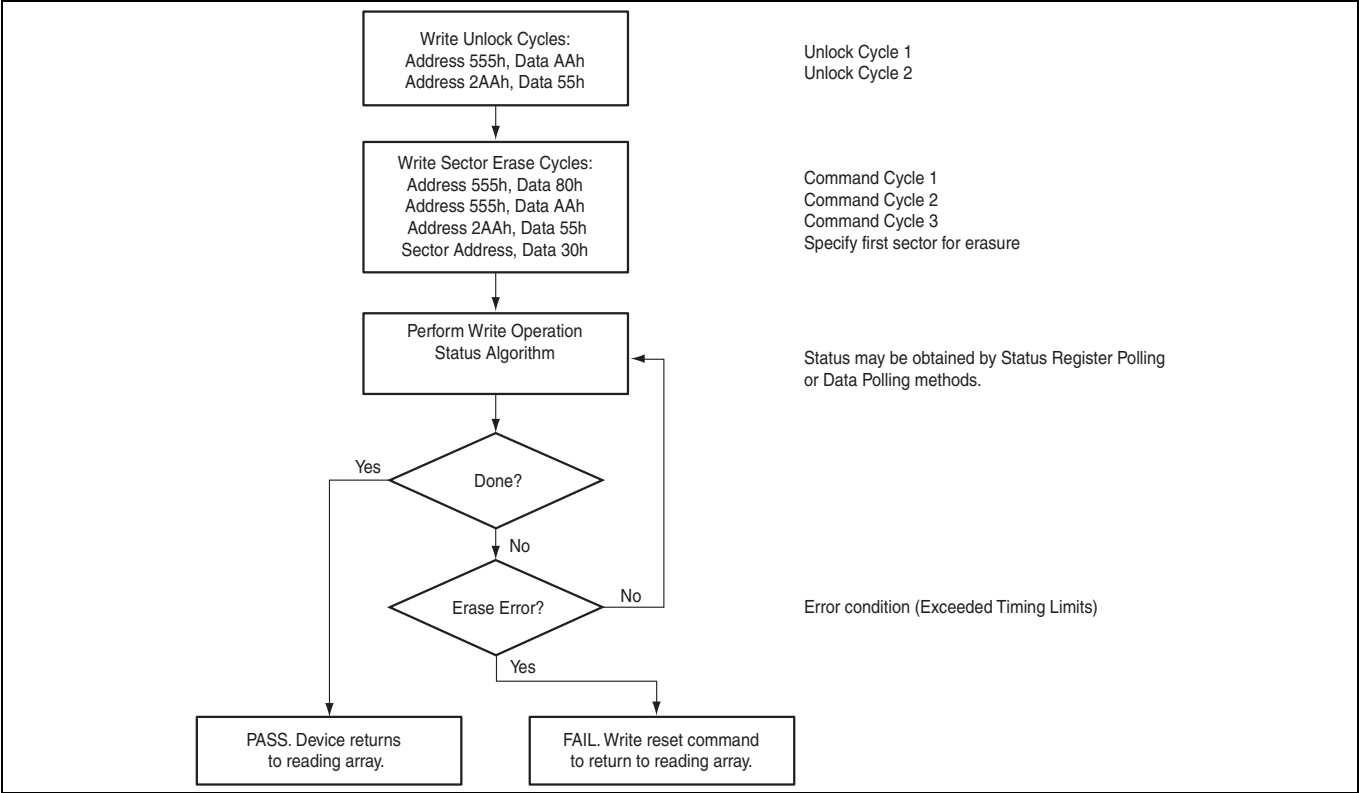 Write Unlock Cycles:
Address 555h, Data AAh
Address 2AAh, Data 55h
Unlock Cycle 1
Unlock Cycle 2
Write Sector Erase Cycles:
Address 555h, Data 80h
Address 555h, Data AAh
Address 2AAh, Data 55h
Sector Address, Data 30h
Command Cycle 1
Command Cycle 2
Command Cycle 3
Specify first sector for erasure
Perform Write Operation
Status Algorithm
Status may be obtained by Status Register Polling
or Data Polling methods.
Yes
Done?
No
Erase Error?
No
Error condition (Exceeded Timing Limits)
Yes
PASS. Device returns
to reading array.
FAIL. Write reset command
to return to reading array.